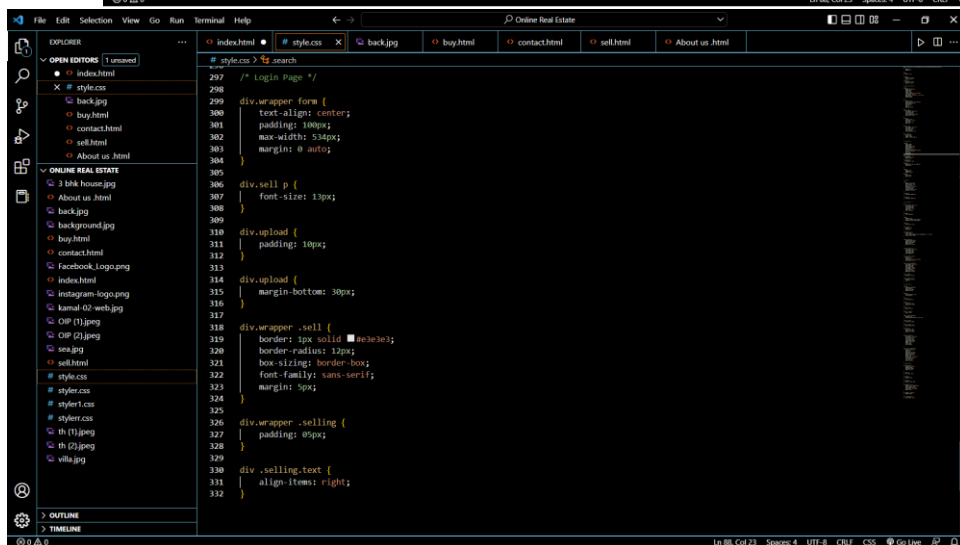 File Edit Selection View Go Run Terminal Help
Online Real Estate
EXPLORER
OPEN EDITORS 1 unsaved
index.html
style.css
back.jpg
buy.html
contact.html
sell.html
About us .html
ONLINE REAL ESTATE
3 bhk house.jpg
About us .html
back.jpg
background.jpg
buy.html
contact.html
Facebook_Logo.png
index.html
instagram-logo.png
kamal-02-web.jpg
OIP (1).jpeg
OIP (2).jpeg
sea.jpg
sell.html
style.css
styler.css
styler1.css
stylerr.css
th (1).jpeg
th (2).jpeg
villa.jpg
OUTLINE
TIMELINE
index.html
style.css
back.jpg
buy.html
contact.html
sell.html
About us .html
# style.css > .search
297 /* Login Page */
298
299 div.wrapper form {
300 text-align: center;
301 padding: 100px;
302 max-width: 534px;
303 margin: 0 auto;
304 }
305
306 div.sell p {
307 font-size: 13px;
308 }
309
310 div.upload {
311 padding: 10px;
312 }
313
314 div.upload {
315 margin-bottom: 30px;
316 }
317
318 div.wrapper .sell {
319 border: 1px solid #e3e3e3;
320 border-radius: 12px;
321 box-sizing: border-box;
322 font-family: sans-serif;
323 margin: 5px;
324 }
325
326 div.wrapper .selling {
327 padding: 05px;
328 }
329
330 div .selling.text {
331 align-items: right;
332 }
0 0 Ln 88, Col 23 Spaces: 4 UTF-8 CRLF CSS Go Live